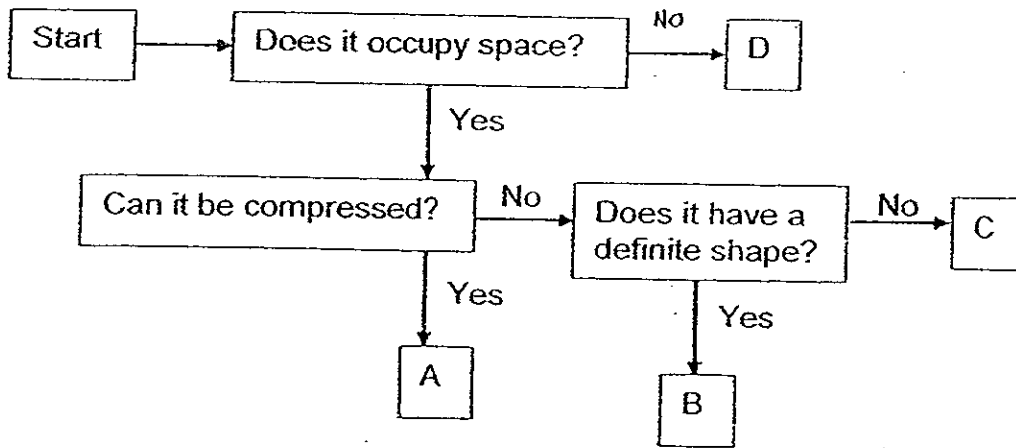 Start
Does it occupy space?
No
D
Yes
Can it be compressed?
No
Does it have a
definite shape?
No
C
Yes
A
Yes
B